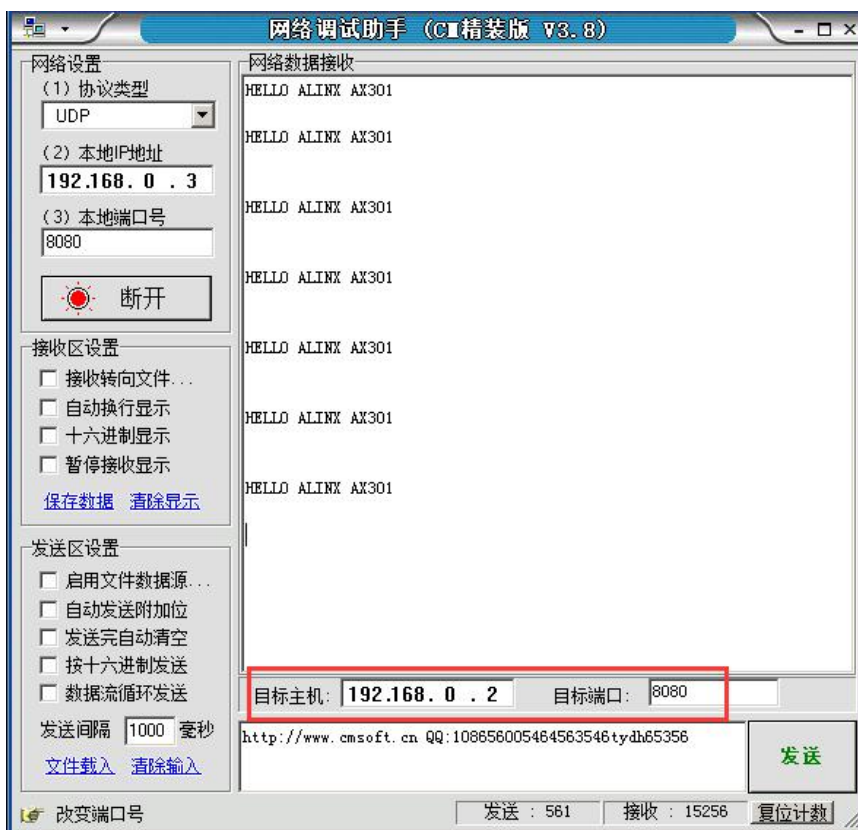 网络调试助手 (CⅢ精装版 V3.8)
网络设置
(1) 协议类型
UDP
(2) 本地IP地址
192.168. 0 . 3
(3) 本地端口号
8080
断开
接收区设置
接收转向文件...
自动换行显示
十六进制显示
暂停接收显示
保存数据 清除显示
发送区设置
启用文件数据源...
自动发送附加位
发送完自动清空
按十六进制发送
数据流循环发送
发送间隔 1000 毫秒
文件载入 清除输入
网络数据接收
HELLO ALINX AX301
HELLO ALINX AX301
HELLO ALINX AX301
HELLO ALINX AX301
HELLO ALINX AX301
HELLO ALINX AX301
HELLO ALINX AX301
目标主机: 192.168. 0 . 2 目标端口: 8080
http://www.cmsoft.cn QQ:108656005464563546tydh65356
发送
改变端口号
发送 : 561 接收 : 15256 复位计数